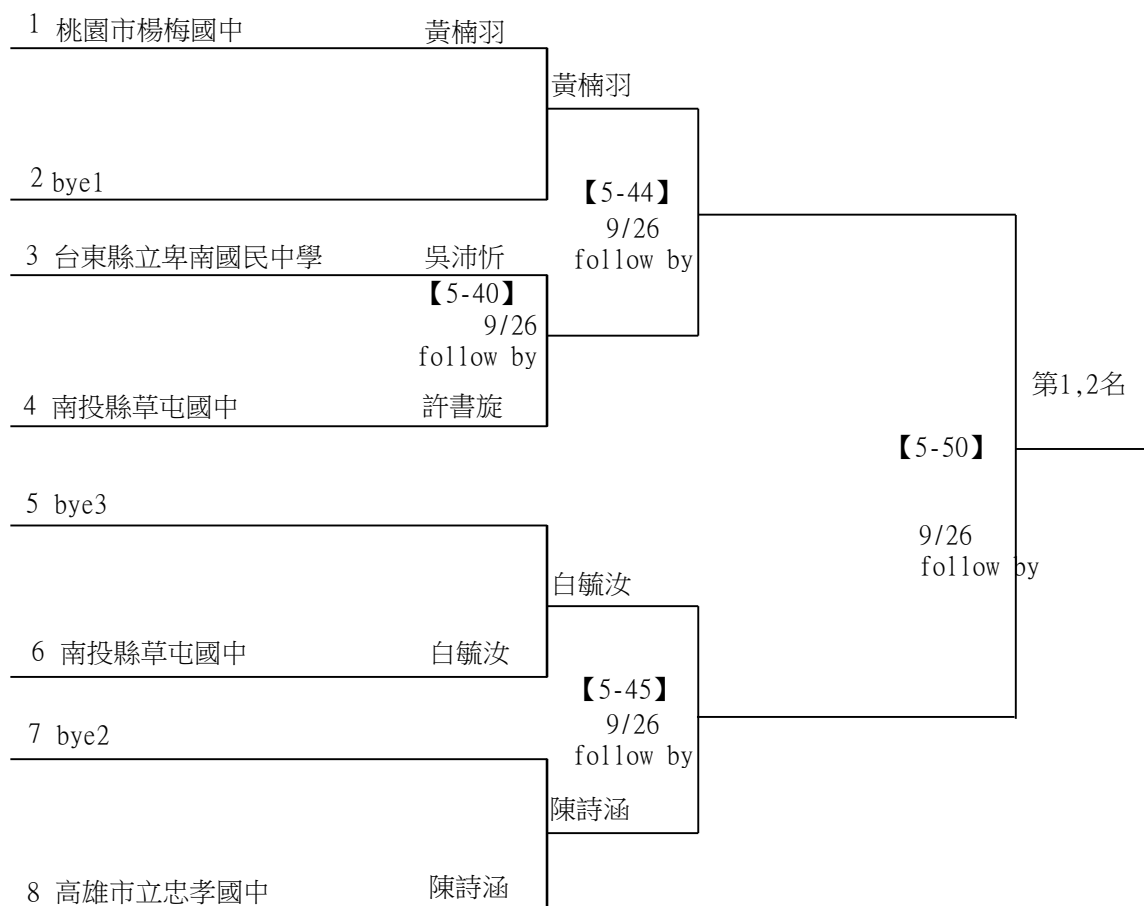 1 桃園市楊梅國中 黃楠羽
黃楠羽
2 bye1
【5-44】
9/26
follow by
3 台東縣立卑南國民中學 吳沛忻
【5-40】
9/26
follow by
第1,2名
4 南投縣草屯國中 許書旋
【5-50】
9/26
follow by
5 bye3
白毓汝
6 南投縣草屯國中 白毓汝
【5-45】
9/26
follow by
7 bye2
陳詩涵
8 高雄市立忠孝國中 陳詩涵